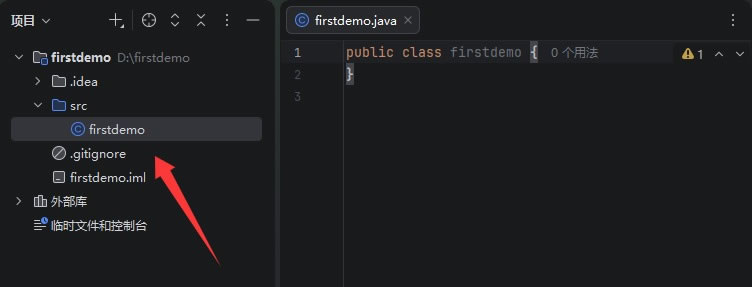 项目
firstdemo D:\firstdemo
.idea
src
firstdemo
.gitignore
firstdemo.iml
外部库
临时文件和控制台
firstdemo.java
1 public class firstdemo { 0 个用法
1
2 }
3